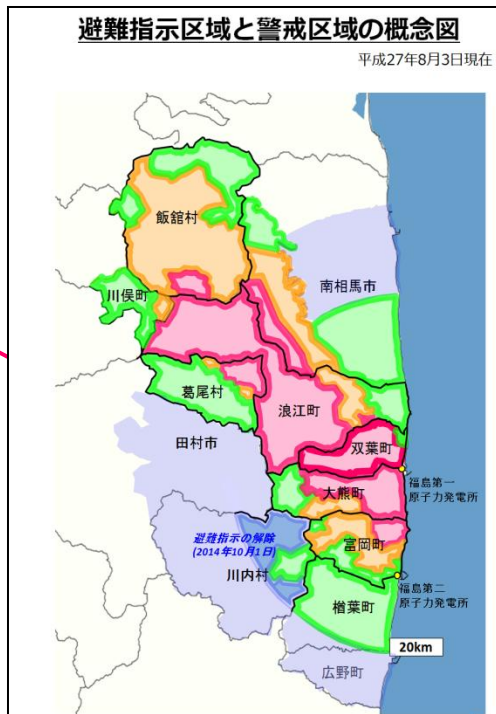 避難指示区域と警戒区域の概念図
平成27年8月3日現在
飯舘村
南相馬市
川俣町
葛尾村
浪江町
田村市
双葉町
大熊町
福島第一
原子力発電所
避難指示の解除
(2014年10月1日)
富岡町
川内村
福島第二
原子力発電所
楢葉町
20km
広野町